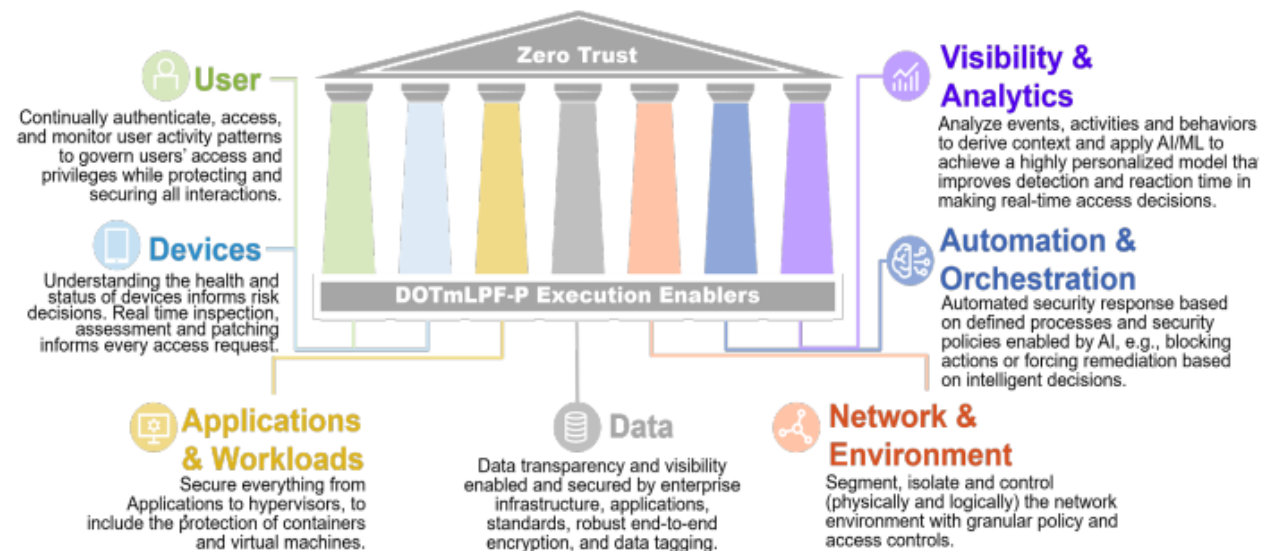 Zero Trust
DOTmLPF-P Execution Enablers
User
Continually authenticate, access,
and monitor user activity patterns
to govern users' access and
privileges while protecting and
securing all interactions.
Devices
Understanding the health and
status of devices informs risk
decisions. Real time inspection,
assessment and patching
informs every access request.
Applications
& Workloads
Secure everything from
Applications to hypervisors, to
include the protection of containers
and virtual machines.
Data
Data transparency and visibility
enabled and secured by enterprise
infrastructure, applications,
standards, robust end-to-end
encryption, and data tagging.
Network &
Environment
Segment, isolate and control
(physically and logically) the network
environment with granular policy and
access controls.
Automation &
Orchestration
Automated security response based
on defined processes and security
policies enabled by AI, e.g., blocking
actions or forcing remediation based
on intelligent decisions.
Visibility &
Analytics
Analyze events, activities and behaviors
to derive context and apply AI/ML to
achieve a highly personalized model tha
improves detection and reaction time in
making real-time access decisions.